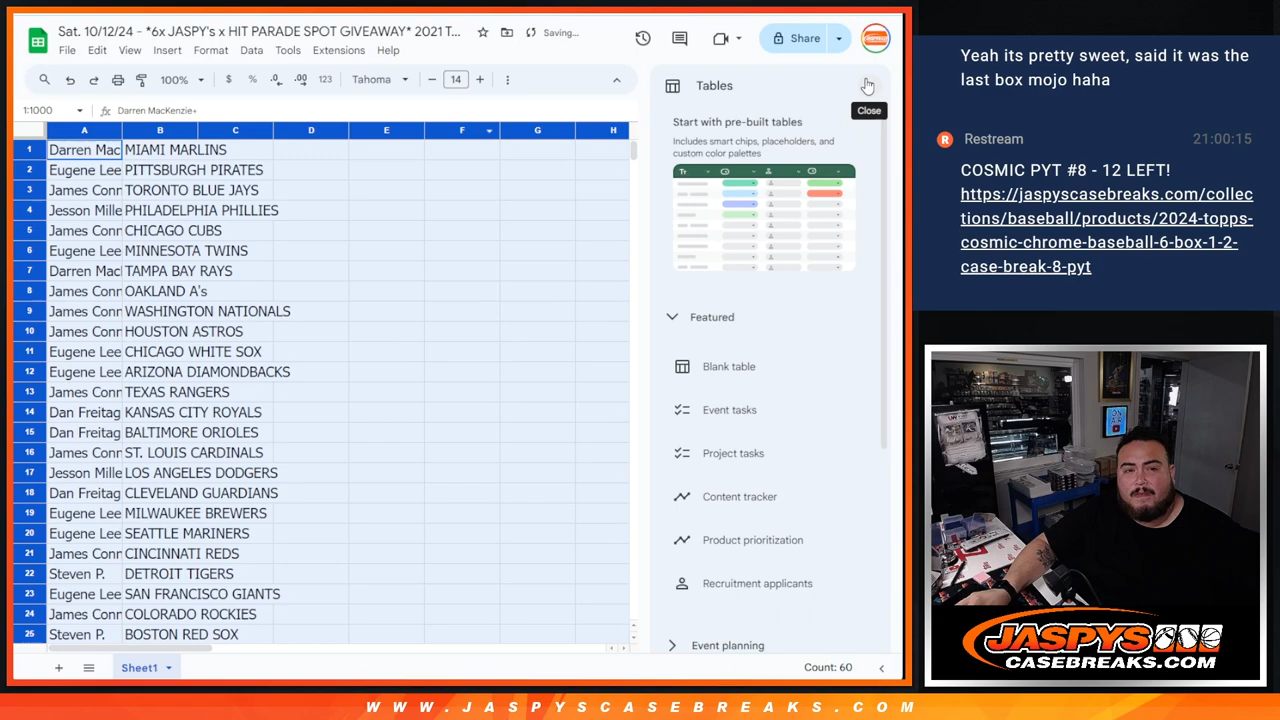 Sat. 10/12/24 - *6x JASPY's x HIT PARADE SPOT GIVEAWAY* 2021 T...
Saving...
File Edit View Insert Format Data Tools Extensions Help
Share
100% $ % .0 .00 123 Tahoma 14
1:1000 fx Darren MacKenzie+
A B C D E F G H
1 Darren Mac MIAMI MARLINS
2 Eugene Lee PITTSBURGH PIRATES
3 James Conn TORONTO BLUE JAYS
4 Jesson Mille PHILADELPHIA PHILLIES
5 James Conn CHICAGO CUBS
6 Eugene Lee MINNESOTA TWINS
7 Darren Mac TAMPA BAY RAYS
8 James Conn OAKLAND A's
9 James Conn WASHINGTON NATIONALS
10 James Conn HOUSTON ASTROS
11 Eugene Lee CHICAGO WHITE SOX
12 Eugene Lee ARIZONA DIAMONDBACKS
13 James Conn TEXAS RANGERS
14 Dan Freitag KANSAS CITY ROYALS
15 Dan Freitag BALTIMORE ORIOLES
16 James Conn ST. LOUIS CARDINALS
17 Jesson Mille LOS ANGELES DODGERS
18 Dan Freitag CLEVELAND GUARDIANS
19 Eugene Lee MILWAUKEE BREWERS
20 Eugene Lee SEATTLE MARINERS
21 James Conn CINCINNATI REDS
22 Steven P. DETROIT TIGERS
23 Eugene Lee SAN FRANCISCO GIANTS
24 James Conn COLORADO ROCKIES
25 Steven P. BOSTON RED SOX
Sheet1
Count: 60
Tables
Close
Start with pre-built tables
Includes smart chips, placeholders, and
custom color palettes
Featured
Blank table
Event tasks
Project tasks
Content tracker
Product prioritization
Recruitment applicants
Event planning
Yeah its pretty sweet, said it was the
last box mojo haha
Restream 21:00:15
COSMIC PYT #8 - 12 LEFT!
https://jaspyscasebreaks.com/collec
tions/baseball/products/2024-topps-
cosmic-chrome-baseball-6-box-1-2-
case-break-8-pyt
JASPYS
CASEBREAKS.COM
WWW.JASPYSCASEBREAKS.COM